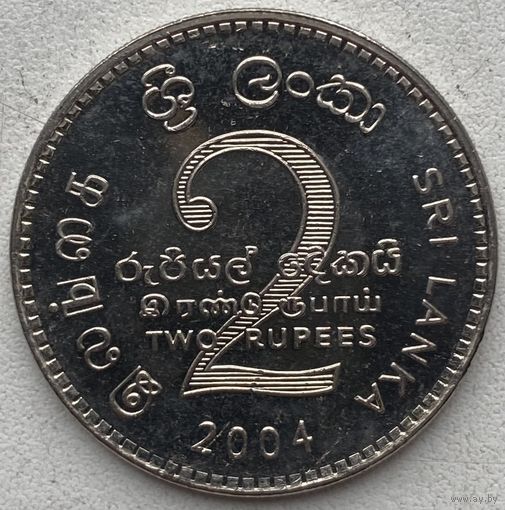 ශ්‍රී ලංකා
இலங்கை
SRI LANKA
2
රුපියල් දෙකයි
இரண்டு ரூபாய்
TWO RUPEES
2004
www.ay.by